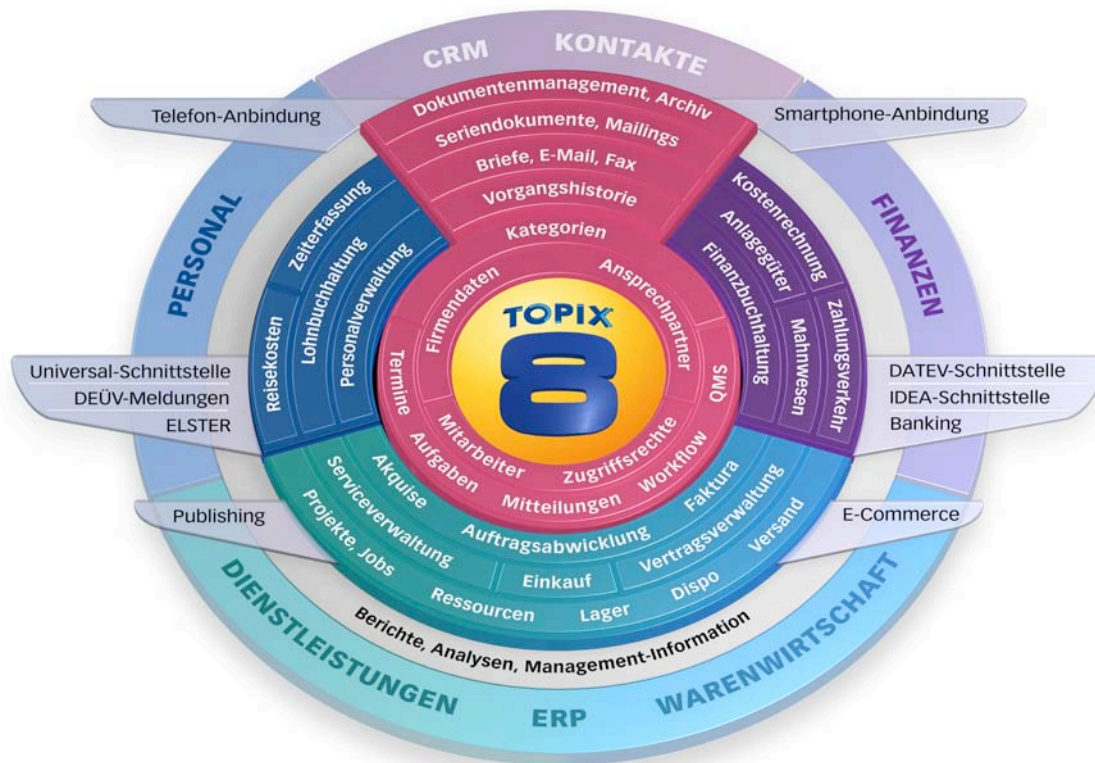 CRM KONTAKTE
Dokumentenmanagement, Archiv
Telefon-Anbindung
Smartphone-Anbindung
Seriendokumente, Mailings
Briefe, E-Mail, Fax
Vorgangshistorie
Kategorien
PERSONAL
Zeiterfassung
Lohnbuchhaltung
Personalverwaltung
Reisekosten
FINANZEN
Kostenrechnung
Anlagegüter
Finanzbuchhaltung
Zahlungsverkehr
Mahnwesen
Firmendaten
Ansprechpartner
TOPIX®
8
Termine
QMS
Universal-Schnittstelle
DEÜV-Meldungen
ELSTER
DATEV-Schnittstelle
IDEA-Schnittstelle
Banking
Mitarbeiter
Zugriffsrechte
Aufgaben
Mitteilungen
Workflow
Publishing
E-Commerce
Akquise
Auftragsabwicklung
Faktura
Serviceverwaltung
Einkauf
Vertragsverwaltung
Projekte, Jobs
Ressourcen
Lager
Dispo
Versand
Berichte, Analysen, Management-Information
DIENSTLEISTUNGEN
ERP
WARENWIRTSCHAFT